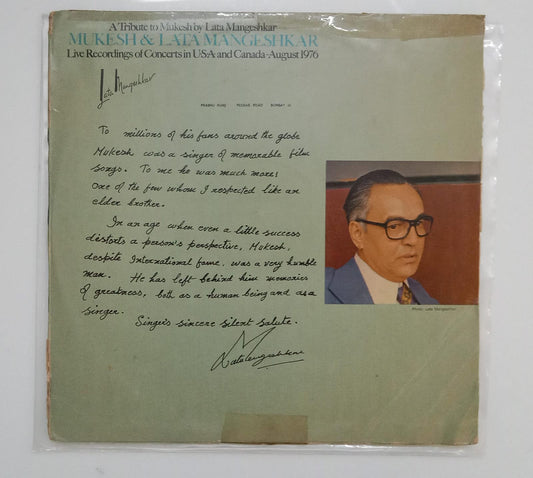 A Tribute to Mukesh by Lata Mangeshkar
MUKESH & LATA MANGESHKAR
Live Recordings of Concerts in USA and Canada-August 1976
Lata Mangeshkar
PRABHU KUNJ PEDDAR ROAD BOMBAY 26
To millions of his fans around the globe
Mukesh was a singer of memorable film
songs. To me he was much more;
One of the few whom I respected like an
elder brother.
In an age when even a little success
distorts a person's perspective, Mukesh,
despite International fame, was a very humble
man. He has left behind him memories
of greatness, both as a human being and as a
singer.
Singer's sincere silent salute.
Latamangeshkar
Photo: Lata Mangeshkar